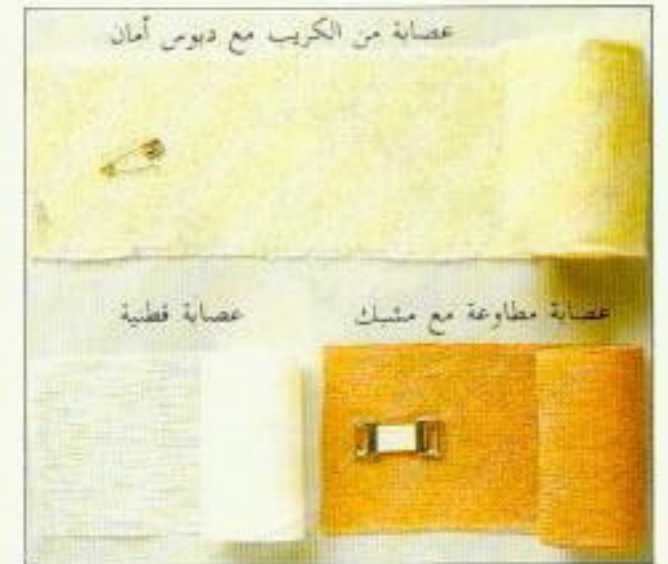 عصابة من الكريب مع دبوس أمان
عصابة مطاوعة مع مشبك
عصابة قطنية